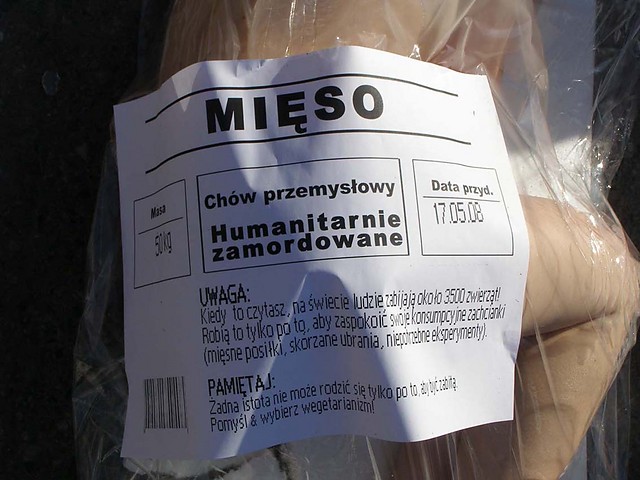 MIĘSO
Masa
50kg
Chów przemysłowy
Humanitarnie
zamordowane
Data przyd.
17.05.08
UWAGA:
Kiedy to czytasz, na świecie ludzie zabijają około 3500 zwierząt!
Robią to tylko po to, aby zaspokoić swoje konsumpcyjne zachcianki
(mięsne posiłki, skórzane ubrania, niepotrzebne eksperymenty).
PAMIĘTAJ:
Żadna istota nie może rodzić się tylko po to, aby być zabitą
Pomyśl & wybierz wegetarianizm!